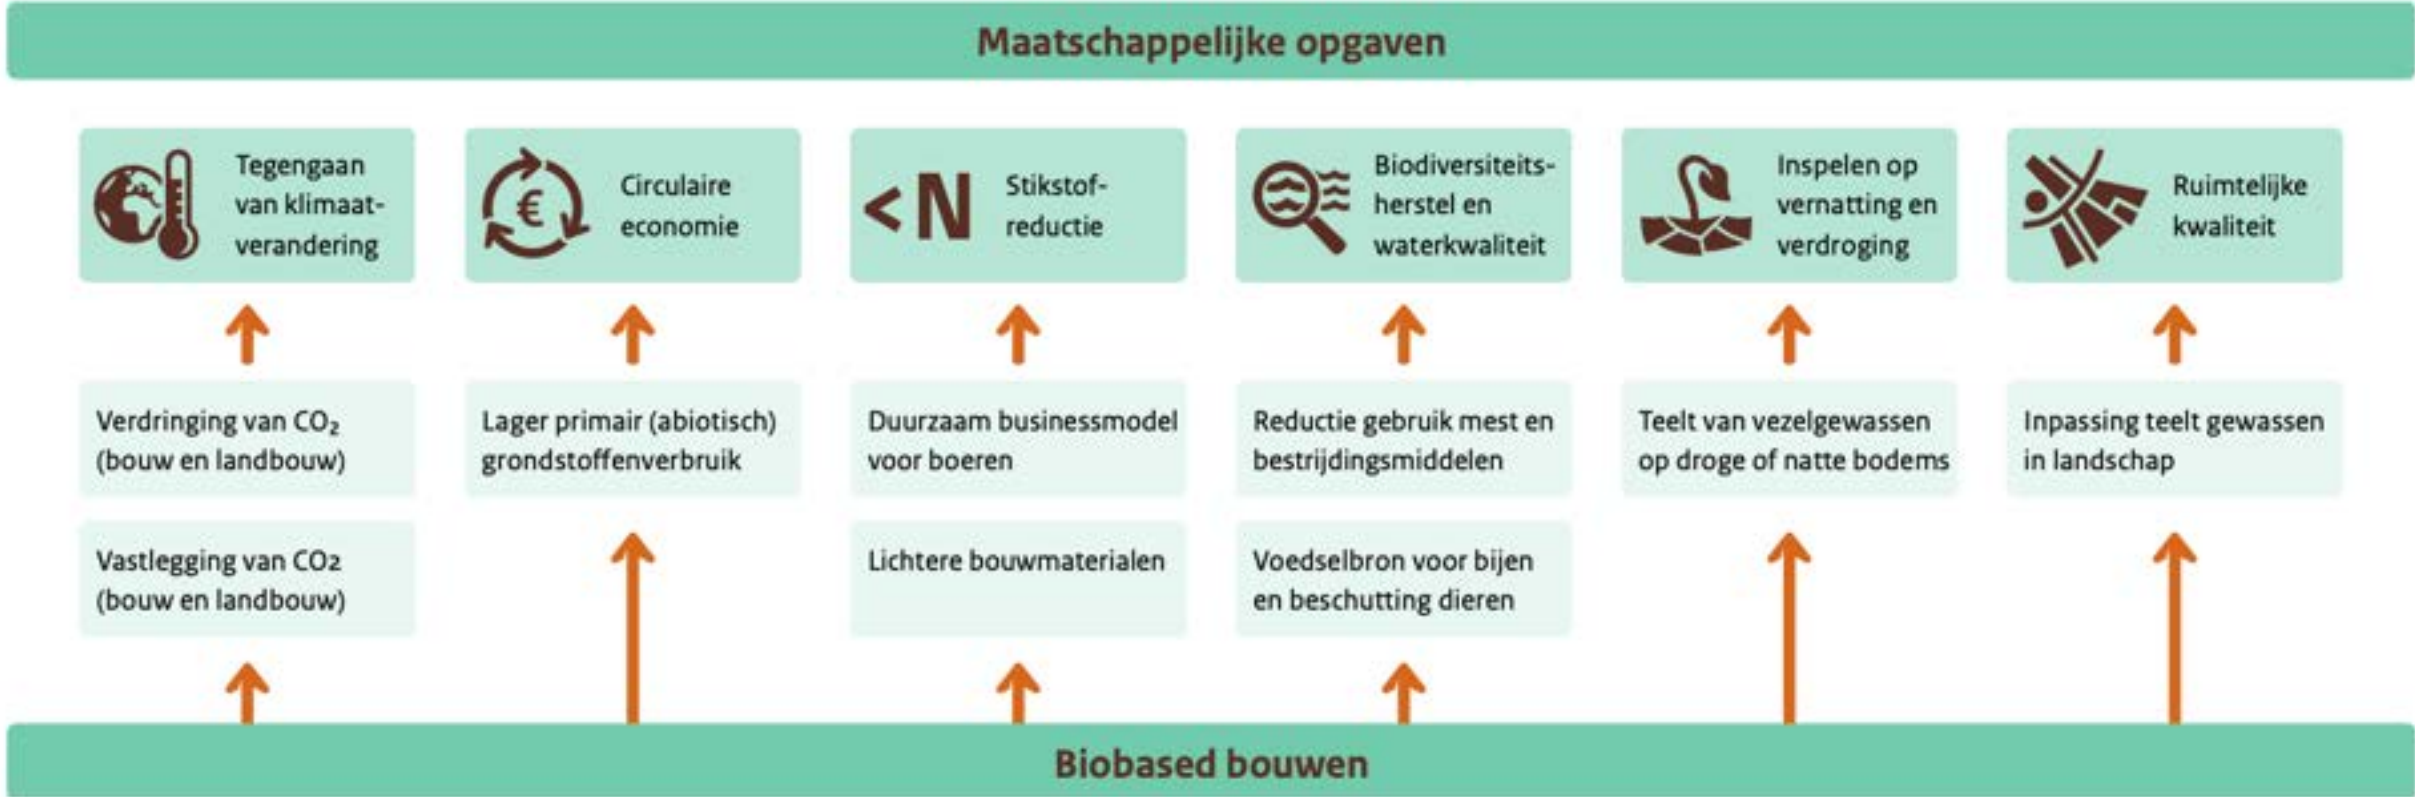 Maatschappelijke opgaven
Tegengaan
van klimaat-
verandering
Circulaire
economie
< N
Stikstof-
reductie
Biodiversiteits-
herstel en
waterkwaliteit
Inspelen op
vernatting en
verdroging
Ruimtelijke
kwaliteit
€
Verdringing van CO₂
(bouw en landbouw)
Lager primair (abiotisch)
grondstoffenverbruik
Duurzaam businessmodel
voor boeren
Reductie gebruik mest en
bestrijdingsmiddelen
Teelt van vezelgewassen
op droge of natte bodems
Inpassing teelt gewassen
in landschap
Vastlegging van CO2
(bouw en landbouw)
Lichtere bouwmaterialen
Voedselbron voor bijen
en beschutting dieren
Biobased bouwen